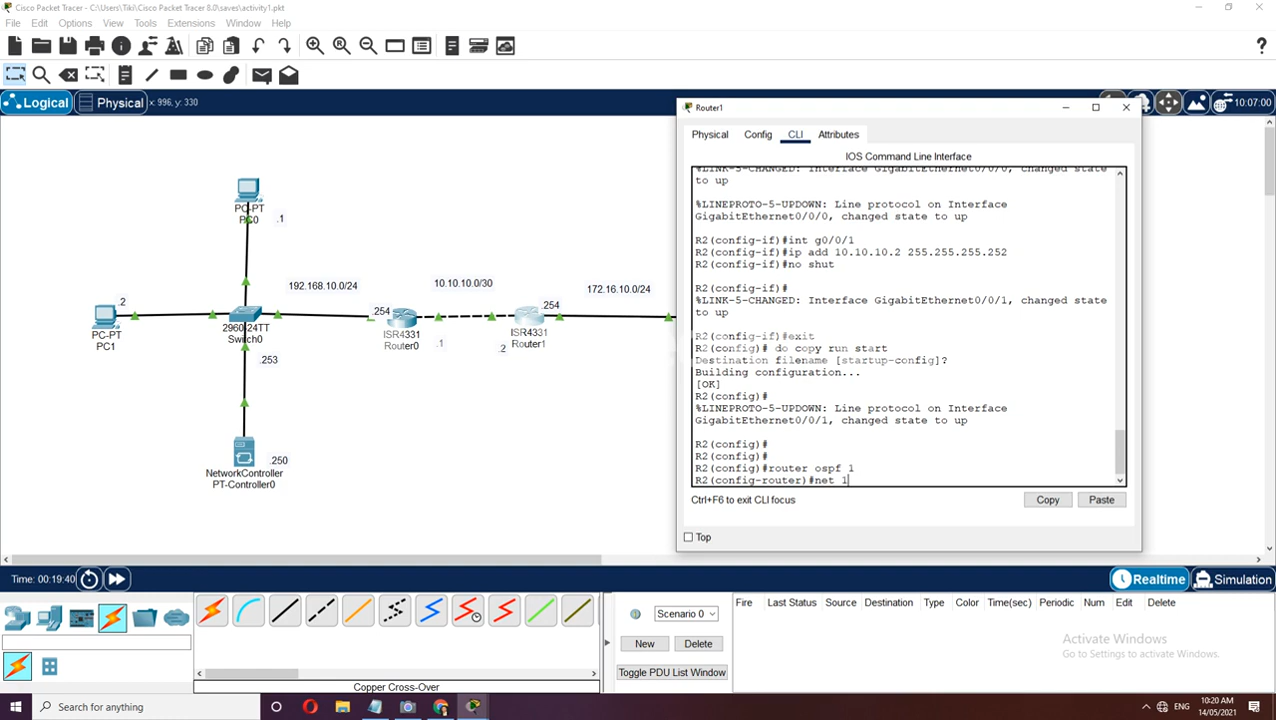 Cisco Packet Tracer - C:\Users\Tiki\Cisco Packet Tracer 8.0\saves\activity1.pkt
File Edit Options View Tools Extensions Window Help
Logical Physical x: 996, y: 330 10:07:00
Router1
Physical Config CLI Attributes
IOS Command Line Interface
%LINK-5-CHANGED: Interface GigabitEthernet0/0/0, changed state
to up
%LINEPROTO-5-UPDOWN: Line protocol on Interface
GigabitEthernet0/0/0, changed state to up
R2(config-if)#int g0/0/1
R2(config-if)#ip add 10.10.10.2 255.255.255.252
R2(config-if)#no shut
R2(config-if)#
%LINK-5-CHANGED: Interface GigabitEthernet0/0/1, changed state
to up
R2(config-if)#exit
R2(config)# do copy run start
Destination filename [startup-config]?
Building configuration...
[OK]
R2(config)#
%LINEPROTO-5-UPDOWN: Line protocol on Interface
GigabitEthernet0/0/1, changed state to up
R2(config)#
R2(config)#
R2(config)#router ospf 1
R2(config-router)#net 1
Ctrl+F6 to exit CLI focus
Copy Paste
Top
PC-PT
PC0
.1
192.168.10.0/24
10.10.10.0/30
172.16.10.0/24
.2
.254
.254
PC-PT
PC1
2960-24TT
Switch0
ISR4331
Router0
.1
.2
ISR4331
Router1
.253
.250
NetworkController
PT-Controller0
Time: 00:19:40
Realtime Simulation
Scenario 0
New Delete
Toggle PDU List Window
Fire Last Status Source Destination Type Color Time(sec) Periodic Num Edit Delete
Copper Cross-Over
Activate Windows
Go to Settings to activate Windows.
Search for anything
ENG
10:20 AM
14/05/2021